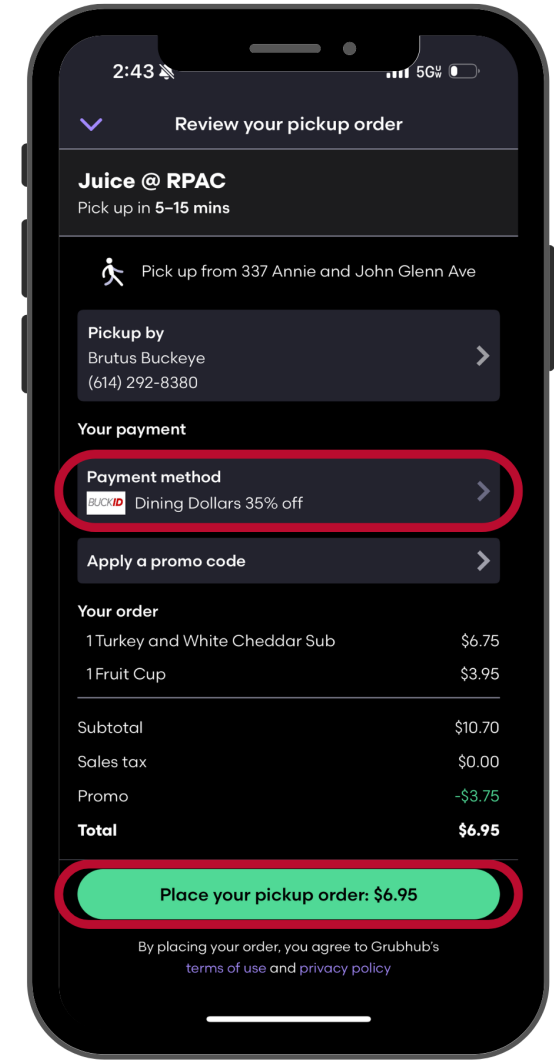 2:43 5GW
Review your pickup order
Juice @ RPAC
Pick up in 5–15 mins
Pick up from 337 Annie and John Glenn Ave
Pickup by
Brutus Buckeye
(614) 292-8380
Your payment
Payment method
BUCKID Dining Dollars 35% off
Apply a promo code
Your order
1 Turkey and White Cheddar Sub $6.75
1 Fruit Cup $3.95
Subtotal $10.70
Sales tax $0.00
Promo -$3.75
Total $6.95
Place your pickup order: $6.95
By placing your order, you agree to Grubhub's
terms of use and privacy policy